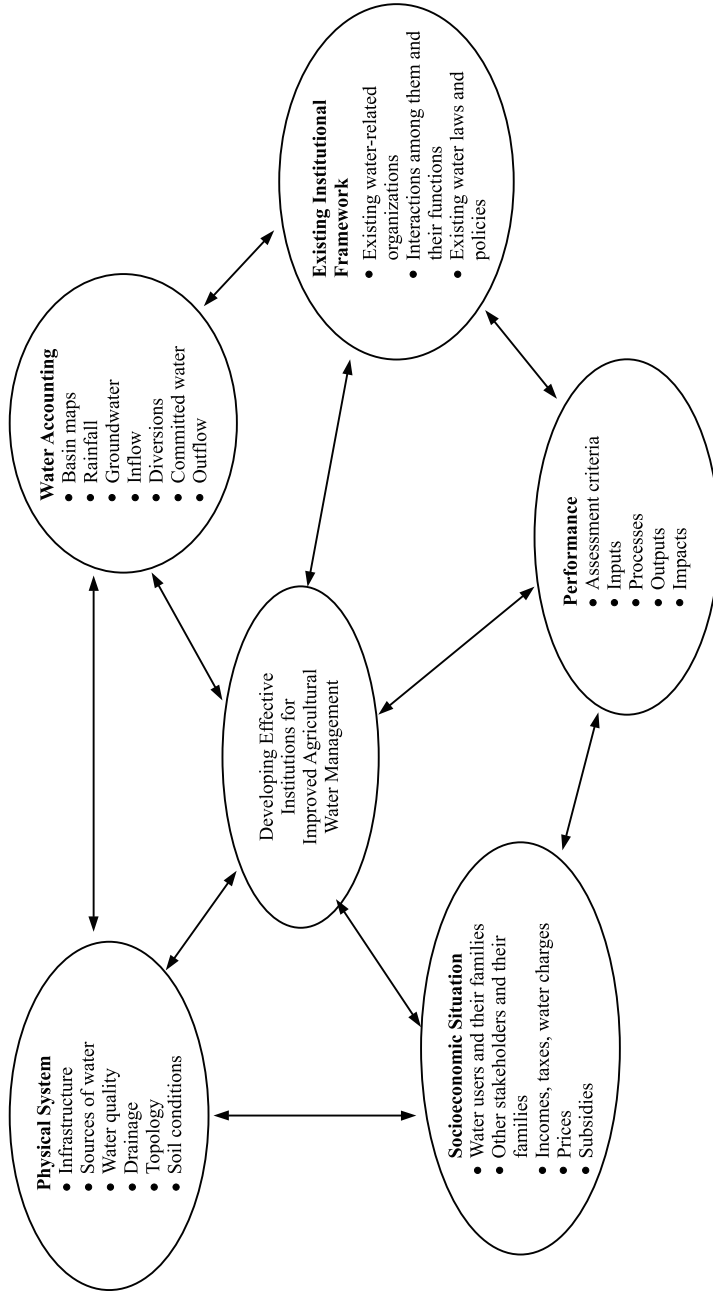 Physical System
● Infrastructure
● Sources of water
● Water quality
● Drainage
● Topology
● Soil conditions
Water Accounting
● Basin maps
● Rainfall
● Groundwater
● Inflow
● Diversions
● Committed water
● Outflow
Developing Effective
Institutions for
Improved Agricultural
Water Management
Existing Institutional
Framework
● Existing water-related
organizations
● Interactions among them and
their functions
● Existing water laws and
policies
Socioeconomic Situation
● Water users and their families
● Other stakeholders and their
families
● Incomes, taxes, water charges
● Prices
● Subsidies
Performance
● Assessment criteria
● Inputs
● Processes
● Outputs
● Impacts